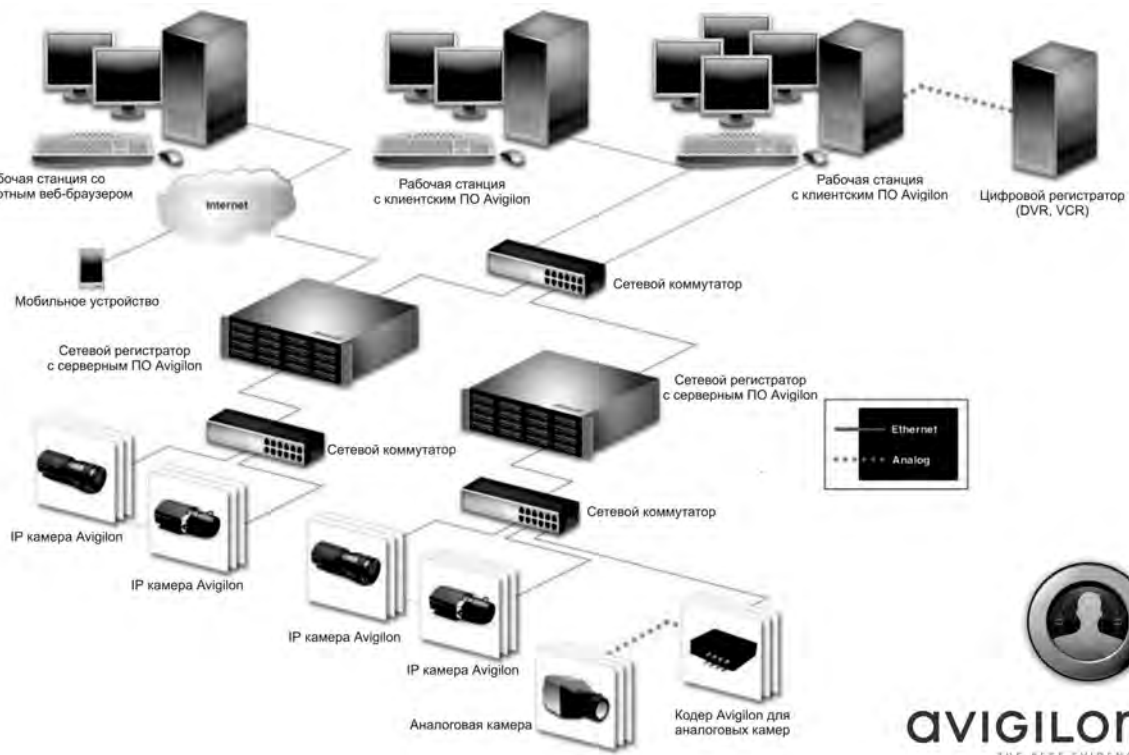 Internet
Рабочая станция
с клиентским ПО Avigilon
Рабочая станция
с клиентским ПО Avigilon
Цифровой регистратор
(DVR, VCR)
станция со
веб-браузером
Мобильное устройство
Сетевой коммутатор
Сетевой регистратор
с серверным ПО Avigilon
Сетевой регистратор
с серверным ПО Avigilon
Ethernet
Analog
Сетевой коммутатор
Сетевой коммутатор
IP камера Avigilon
IP камера Avigilon
IP камера Avigilon
IP камера Avigilon
Аналоговая камера
Кодер Avigilon для
аналоговых камер
avigilon